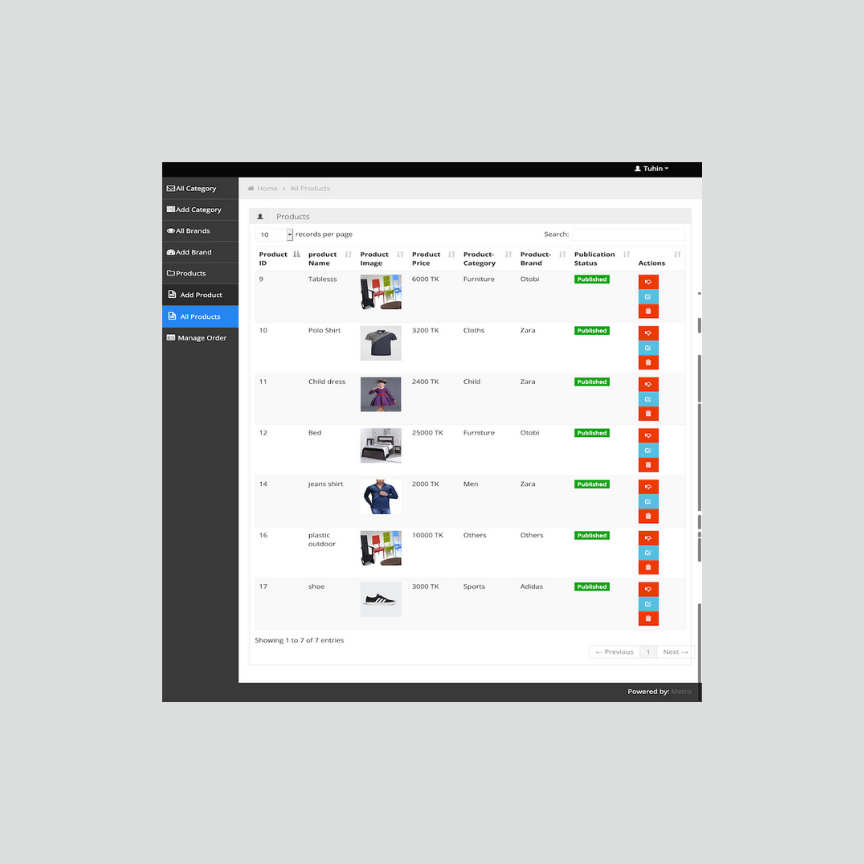 Tuhin
All Category
Add Category
All Brands
Add Brand
Products
Add Product
All Products
Manage Order
Home > All Products
Products
10 records per page Search:
Product ID product Name Product Image Product Price Product-Category Product-Brand Publication Status Actions
9 Tablesss 6000 TK Furniture Otobi Published
10 Polo Shirt 3200 TK Cloths Zara Published
11 Child dress 2400 TK Child Zara Published
12 Bed 25000 TK Furniture Otobi Published
14 jeans shirt 2000 TK Men Zara Published
16 plastic outdoor 10000 TK Others Others Published
17 shoe 3000 TK Sports Adidas Published
Showing 1 to 7 of 7 entries
← Previous 1 Next →
Powered by: Metro